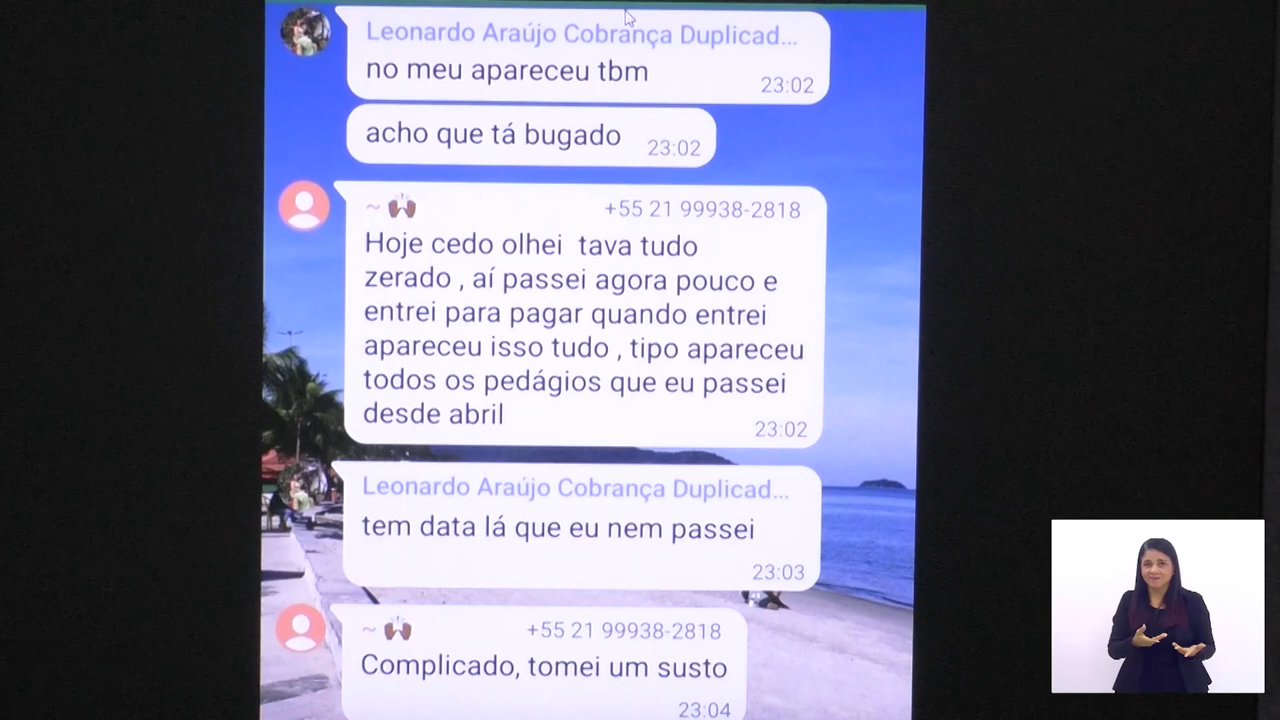 Leonardo Araújo Cobrança Duplicad...
no meu apareceu tbm
23:02
acho que tá bugado
23:02
~ 🙌🏿 +55 21 99938-2818
Hoje cedo olhei tava tudo
zerado , aí passei agora pouco e
entrei para pagar quando entrei
apareceu isso tudo , tipo apareceu
todos os pedágios que eu passei
desde abril
23:02
Leonardo Araújo Cobrança Duplicad...
tem data lá que eu nem passei
23:03
~ 🙌🏿 +55 21 99938-2818
Complicado, tomei um susto
23:04